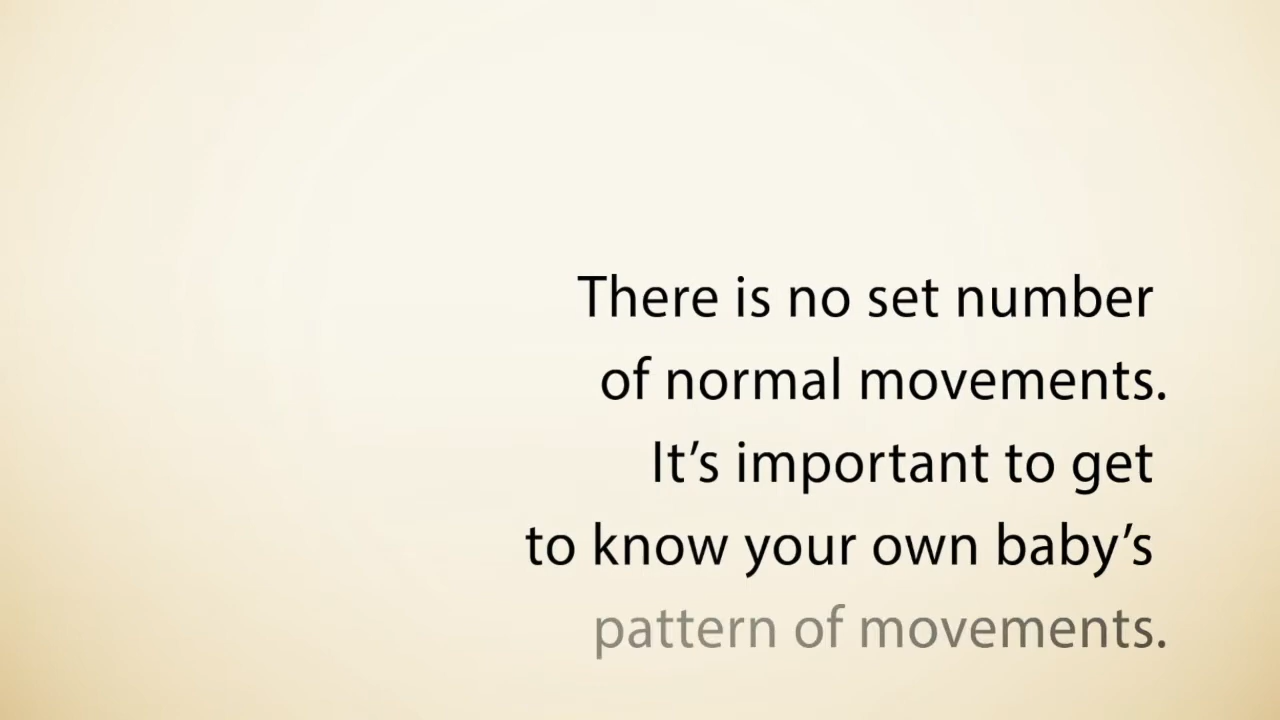 There is no set number
of normal movements.
It’s important to get
to know your own baby’s
pattern of movements.